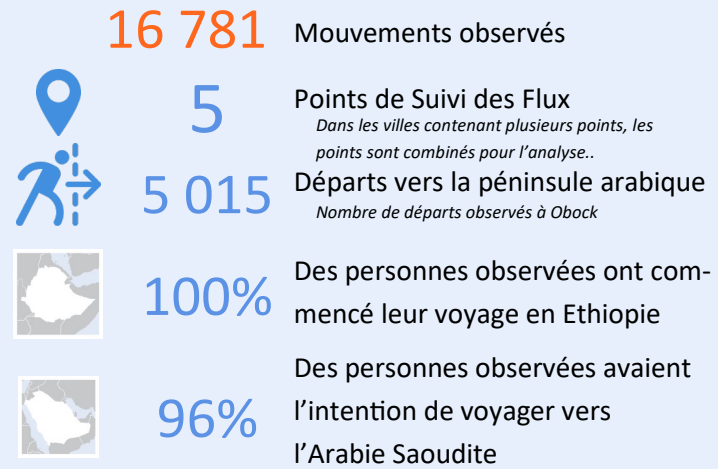 16 781 Mouvements observés
5 Points de Suivi des Flux
Dans les villes contenant plusieurs points, les
points sont combinés pour l’analyse..
5 015 Départs vers la péninsule arabique
Nombre de départs observés à Obock
100% Des personnes observées ont com-
mencé leur voyage en Ethiopie
96% Des personnes observées avaient
l’intention de voyager vers
l’Arabie Saoudite